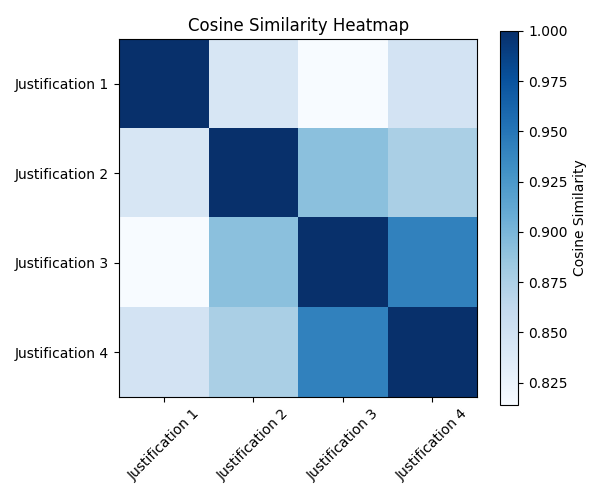 Cosine Similarity Heatmap
Justification 1
Justification 2
Justification 3
Justification 4
Justification 1
Justification 2
Justification 3
Justification 4
1.000
0.975
0.950
0.925
0.900
0.875
0.850
0.825
Cosine Similarity